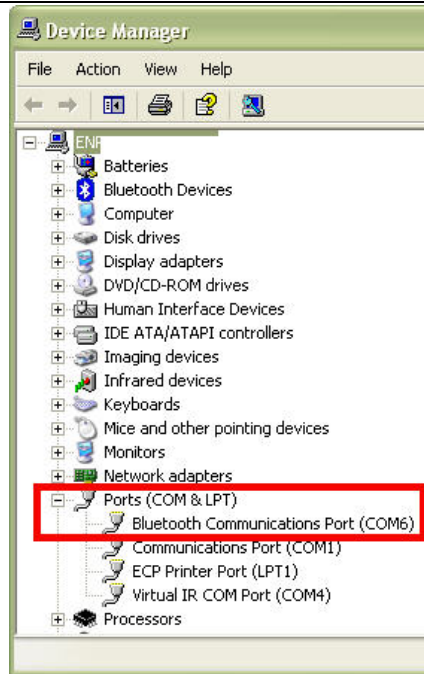 Device Manager
File Action View Help
Batteries
Bluetooth Devices
Computer
Disk drives
Display adapters
DVD/CD-ROM drives
Human Interface Devices
IDE ATA/ATAPI controllers
Imaging devices
Infrared devices
Keyboards
Mice and other pointing devices
Monitors
Network adapters
Ports (COM & LPT)
Bluetooth Communications Port (COM6)
Communications Port (COM1)
ECP Printer Port (LPT1)
Virtual IR COM Port (COM4)
Processors